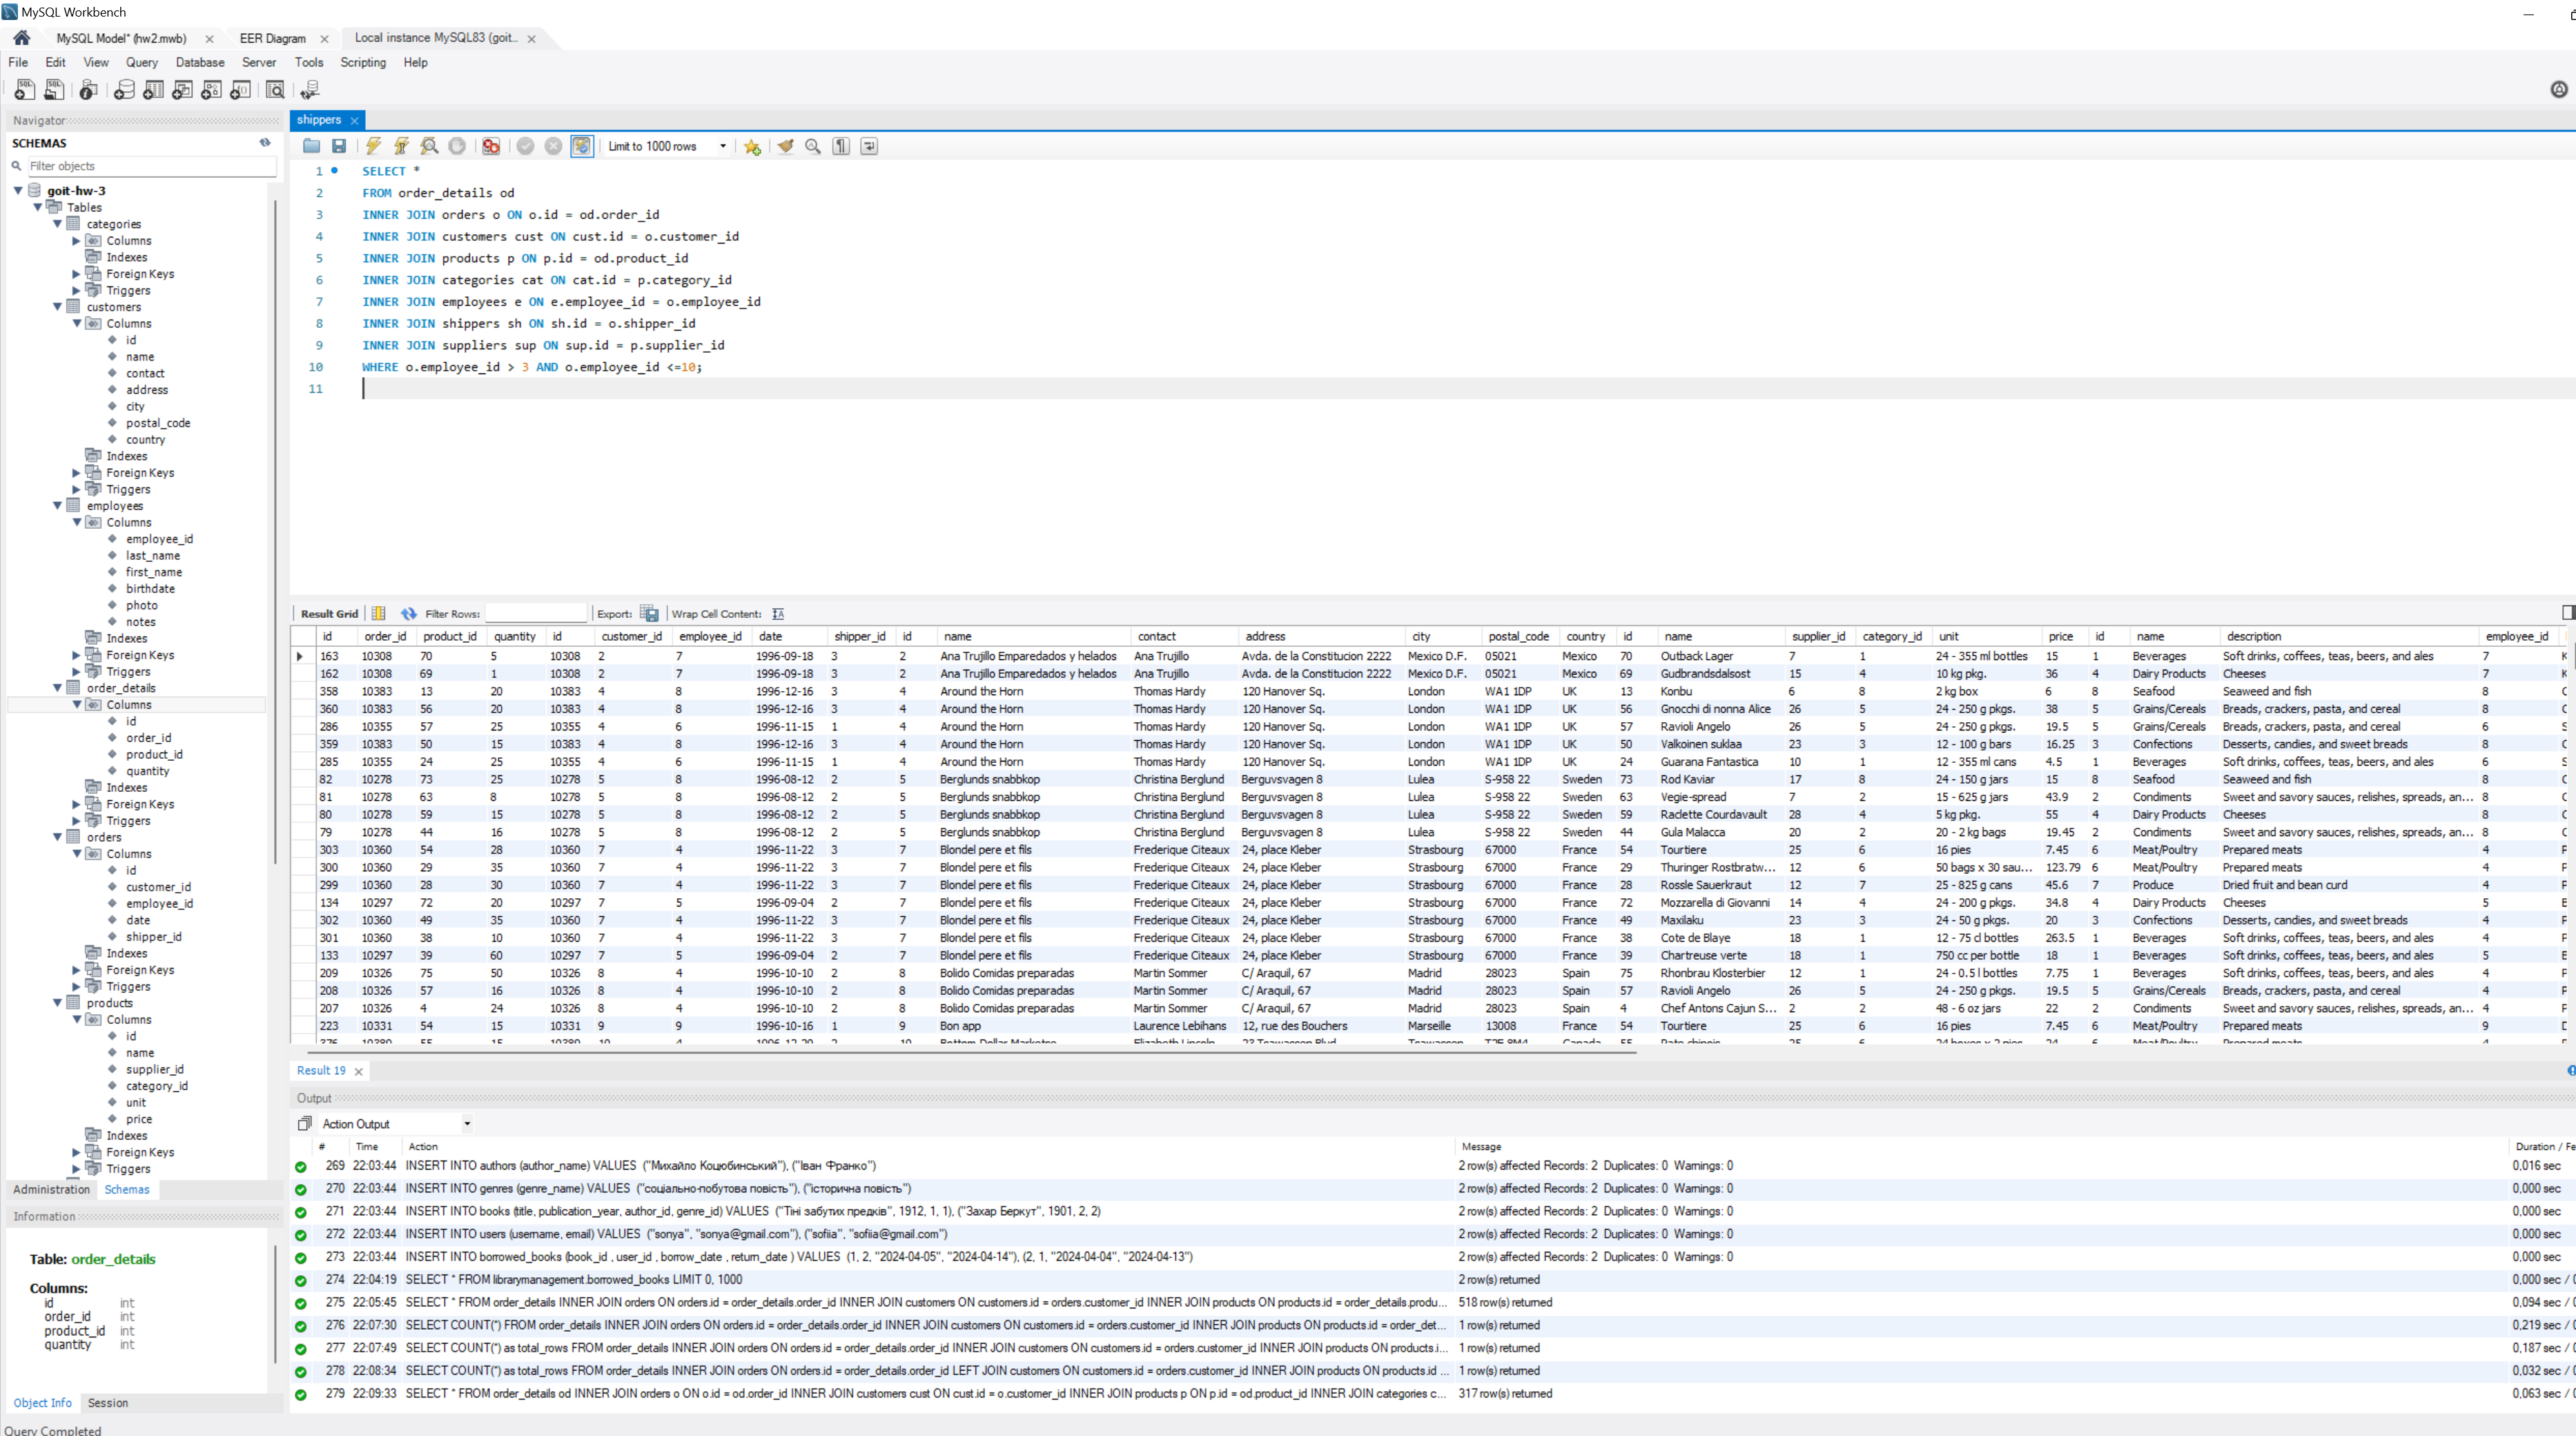 MySQL Workbench
MySQL Model* (hw2.mwb) EER Diagram Local instance MySQL83 (goit...
File Edit View Query Database Server Tools Scripting Help
Navigator
SCHEMAS
Filter objects
goit-hw-3
Tables
categories
Columns
Indexes
Foreign Keys
Triggers
customers
Columns
id
name
contact
address
city
postal_code
country
Indexes
Foreign Keys
Triggers
employees
Columns
employee_id
last_name
first_name
birthdate
photo
notes
Indexes
Foreign Keys
Triggers
order_details
Columns
id
order_id
product_id
quantity
Indexes
Foreign Keys
Triggers
orders
Columns
id
customer_id
employee_id
date
shipper_id
Indexes
Foreign Keys
Triggers
products
Columns
id
name
supplier_id
category_id
unit
price
Indexes
Foreign Keys
Triggers
Administration Schemas
Information
Table: order_details
Columns:
id int
order_id int
product_id int
quantity int
Object Info Session
Query Completed
shippers
Limit to 1000 rows
1 SELECT *
2 FROM order_details od
3 INNER JOIN orders o ON o.id = od.order_id
4 INNER JOIN customers cust ON cust.id = o.customer_id
5 INNER JOIN products p ON p.id = od.product_id
6 INNER JOIN categories cat ON cat.id = p.category_id
7 INNER JOIN employees e ON e.employee_id = o.employee_id
8 INNER JOIN shippers sh ON sh.id = o.shipper_id
9 INNER JOIN suppliers sup ON sup.id = p.supplier_id
10 WHERE o.employee_id > 3 AND o.employee_id <=10;
11
Result Grid Filter Rows: Export: Wrap Cell Content:
id order_id product_id quantity id customer_id employee_id date shipper_id id name contact address city postal_code country id name supplier_id category_id unit price id name description employee_id
163 10308 70 5 10308 2 7 1996-09-18 3 2 Ana Trujillo Emparedados y helados Ana Trujillo Avda. de la Constitucion 2222 Mexico D.F. 05021 Mexico 70 Outback Lager 7 1 24 - 355 ml bottles 15 1 Beverages Soft drinks, coffees, teas, beers, and ales 7
162 10308 69 1 10308 2 7 1996-09-18 3 2 Ana Trujillo Emparedados y helados Ana Trujillo Avda. de la Constitucion 2222 Mexico D.F. 05021 Mexico 69 Gudbrandsdalsost 15 4 10 kg pkg. 36 4 Dairy Products Cheeses 7
358 10383 13 20 10383 4 8 1996-12-16 3 4 Around the Horn Thomas Hardy 120 Hanover Sq. London WA1 1DP UK 13 Konbu 6 8 2 kg box 6 8 Seafood Seaweed and fish 8
360 10383 56 20 10383 4 8 1996-12-16 3 4 Around the Horn Thomas Hardy 120 Hanover Sq. London WA1 1DP UK 56 Gnocchi di nonna Alice 26 5 24 - 250 g pkgs. 38 5 Grains/Cereals Breads, crackers, pasta, and cereal 8
286 10355 57 25 10355 4 6 1996-11-15 1 4 Around the Horn Thomas Hardy 120 Hanover Sq. London WA1 1DP UK 57 Ravioli Angelo 26 5 24 - 250 g pkgs. 19.5 5 Grains/Cereals Breads, crackers, pasta, and cereal 6
359 10383 50 15 10383 4 8 1996-12-16 3 4 Around the Horn Thomas Hardy 120 Hanover Sq. London WA1 1DP UK 50 Valkoinen suklaa 23 3 12 - 100 g bars 16.25 3 Confections Desserts, candies, and sweet breads 8
285 10355 24 25 10355 4 6 1996-11-15 1 4 Around the Horn Thomas Hardy 120 Hanover Sq. London WA1 1DP UK 24 Guarana Fantastica 10 1 12 - 355 ml cans 4.5 1 Beverages Soft drinks, coffees, teas, beers, and ales 6
82 10278 73 25 10278 5 8 1996-08-12 2 5 Berglunds snabbkop Christina Berglund Berguvsvagen 8 Lulea S-958 22 Sweden 73 Rod Kaviar 17 8 24 - 150 g jars 15 8 Seafood Seaweed and fish 8
81 10278 63 8 10278 5 8 1996-08-12 2 5 Berglunds snabbkop Christina Berglund Berguvsvagen 8 Lulea S-958 22 Sweden 63 Vegie-spread 7 2 15 - 625 g jars 43.9 2 Condiments Sweet and savory sauces, relishes, spreads, an... 8
80 10278 59 15 10278 5 8 1996-08-12 2 5 Berglunds snabbkop Christina Berglund Berguvsvagen 8 Lulea S-958 22 Sweden 59 Raclette Courdavault 28 4 5 kg pkg. 55 4 Dairy Products Cheeses 8
79 10278 44 16 10278 5 8 1996-08-12 2 5 Berglunds snabbkop Christina Berglund Berguvsvagen 8 Lulea S-958 22 Sweden 44 Gula Malacca 20 2 20 - 2 kg bags 19.45 2 Condiments Sweet and savory sauces, relishes, spreads, an... 8
303 10360 54 28 10360 7 4 1996-11-22 3 7 Blondel pere et fils Frederique Citeaux 24, place Kleber Strasbourg 67000 France 54 Tourtiere 25 6 16 pies 7.45 6 Meat/Poultry Prepared meats 4
300 10360 29 35 10360 7 4 1996-11-22 3 7 Blondel pere et fils Frederique Citeaux 24, place Kleber Strasbourg 67000 France 29 Thuringer Rostbratw... 12 6 50 bags x 30 sau... 123.79 6 Meat/Poultry Prepared meats 4
299 10360 28 30 10360 7 4 1996-11-22 3 7 Blondel pere et fils Frederique Citeaux 24, place Kleber Strasbourg 67000 France 28 Rossle Sauerkraut 12 7 25 - 825 g cans 45.6 7 Produce Dried fruit and bean curd 4
134 10297 72 20 10297 7 5 1996-09-04 2 7 Blondel pere et fils Frederique Citeaux 24, place Kleber Strasbourg 67000 France 72 Mozzarella di Giovanni 14 4 24 - 200 g pkgs. 34.8 4 Dairy Products Cheeses 5
302 10360 49 35 10360 7 4 1996-11-22 3 7 Blondel pere et fils Frederique Citeaux 24, place Kleber Strasbourg 67000 France 49 Maxilaku 23 3 24 - 50 g pkgs. 20 3 Confections Desserts, candies, and sweet breads 4
301 10360 38 10 10360 7 4 1996-11-22 3 7 Blondel pere et fils Frederique Citeaux 24, place Kleber Strasbourg 67000 France 38 Cote de Blaye 18 1 12 - 75 cl bottles 263.5 1 Beverages Soft drinks, coffees, teas, beers, and ales 4
133 10297 39 60 10297 7 5 1996-09-04 2 7 Blondel pere et fils Frederique Citeaux 24, place Kleber Strasbourg 67000 France 39 Chartreuse verte 18 1 750 cc per bottle 18 1 Beverages Soft drinks, coffees, teas, beers, and ales 5
209 10326 75 50 10326 8 4 1996-10-10 2 8 Bolido Comidas preparadas Martin Sommer C/ Araquil, 67 Madrid 28023 Spain 75 Rhonbrau Klosterbier 12 1 24 - 0.5 l bottles 7.75 1 Beverages Soft drinks, coffees, teas, beers, and ales 4
208 10326 57 16 10326 8 4 1996-10-10 2 8 Bolido Comidas preparadas Martin Sommer C/ Araquil, 67 Madrid 28023 Spain 57 Ravioli Angelo 26 5 24 - 250 g pkgs. 19.5 5 Grains/Cereals Breads, crackers, pasta, and cereal 4
207 10326 4 24 10326 8 4 1996-10-10 2 8 Bolido Comidas preparadas Martin Sommer C/ Araquil, 67 Madrid 28023 Spain 4 Chef Antons Cajun S... 2 2 48 - 6 oz jars 22 2 Condiments Sweet and savory sauces, relishes, spreads, an... 4
223 10331 54 15 10331 9 9 1996-10-16 1 9 Bon app Laurence Lebihans 12, rue des Bouchers Marseille 13008 France 54 Tourtiere 25 6 16 pies 7.45 6 Meat/Poultry Prepared meats 9
Result 19
Output
Action Output
# Time Action Message Duration / Fe
269 22:03:44 INSERT INTO authors (author_name) VALUES ("Михайло Коцюбинський"), ("Іван Франко") 2 row(s) affected Records: 2 Duplicates: 0 Warnings: 0 0,016 sec
270 22:03:44 INSERT INTO genres (genre_name) VALUES ("соціально-побутова повість"), ("історична повість") 2 row(s) affected Records: 2 Duplicates: 0 Warnings: 0 0,000 sec
271 22:03:44 INSERT INTO books (title, publication_year, author_id, genre_id) VALUES ("Тіні забутих предків", 1912, 1, 1), ("Захар Беркут", 1901, 2, 2) 2 row(s) affected Records: 2 Duplicates: 0 Warnings: 0 0,000 sec
272 22:03:44 INSERT INTO users (username, email) VALUES ("sonya", "sonya@gmail.com"), ("sofiia", "sofiia@gmail.com") 2 row(s) affected Records: 2 Duplicates: 0 Warnings: 0 0,000 sec
273 22:03:44 INSERT INTO borrowed_books (book_id , user_id , borrow_date , return_date ) VALUES (1, 2, "2024-04-05", "2024-04-14"), (2, 1, "2024-04-04", "2024-04-13") 2 row(s) affected Records: 2 Duplicates: 0 Warnings: 0 0,000 sec
274 22:04:19 SELECT * FROM librarymanagement.borrowed_books LIMIT 0, 1000 2 row(s) returned 0,000 sec /
275 22:05:45 SELECT * FROM order_details INNER JOIN orders ON orders.id = order_details.order_id INNER JOIN customers ON customers.id = orders.customer_id INNER JOIN products ON products.id = order_details.produ... 518 row(s) returned 0,094 sec /
276 22:07:30 SELECT COUNT(*) FROM order_details INNER JOIN orders ON orders.id = order_details.order_id INNER JOIN customers ON customers.id = orders.customer_id INNER JOIN products ON products.id = order_det... 1 row(s) returned 0,219 sec /
277 22:07:49 SELECT COUNT(*) as total_rows FROM order_details INNER JOIN orders ON orders.id = order_details.order_id INNER JOIN customers ON customers.id = orders.customer_id INNER JOIN products ON products.i... 1 row(s) returned 0,187 sec /
278 22:08:34 SELECT COUNT(*) as total_rows FROM order_details INNER JOIN orders ON orders.id = order_details.order_id LEFT JOIN customers ON customers.id = orders.customer_id INNER JOIN products ON products.id ... 1 row(s) returned 0,032 sec /
279 22:09:33 SELECT * FROM order_details od INNER JOIN orders o ON o.id = od.order_id INNER JOIN customers cust ON cust.id = o.customer_id INNER JOIN products p ON p.id = od.product_id INNER JOIN categories c... 317 row(s) returned 0,063 sec /